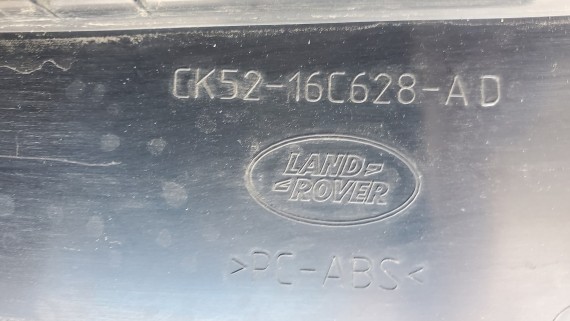 CK52-16C628-AD
LAND-
-ROVER
>PC-ABS<